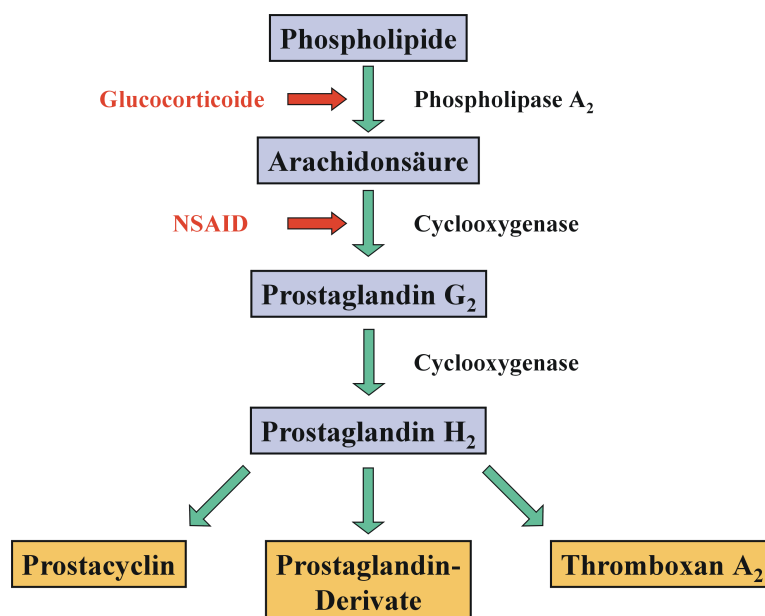 Phospholipide
Glucocorticoide
Phospholipase A₂
Arachidonsäure
NSAID
Cyclooxygenase
Prostaglandin G₂
Cyclooxygenase
Prostaglandin H₂
Prostacyclin
Prostaglandin-
Derivate
Thromboxan A₂